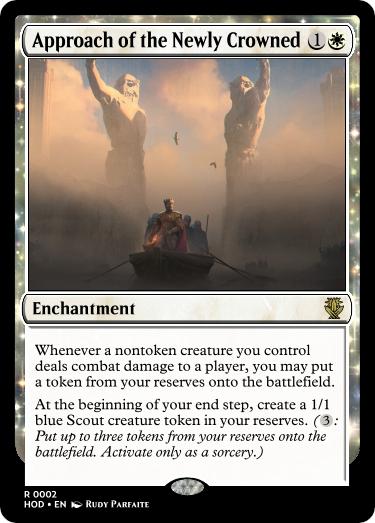 Approach of the Newly Crowned 1
Enchantment
Whenever a nontoken creature you control
deals combat damage to a player, you may put
a token from your reserves onto the battlefield.
At the beginning of your end step, create a 1/1
blue Scout creature token in your reserves. (3:
Put up to three tokens from your reserves onto the
battlefield. Activate only as a sorcery.)
R 0002
HOD • EN RUDY PARFAITE